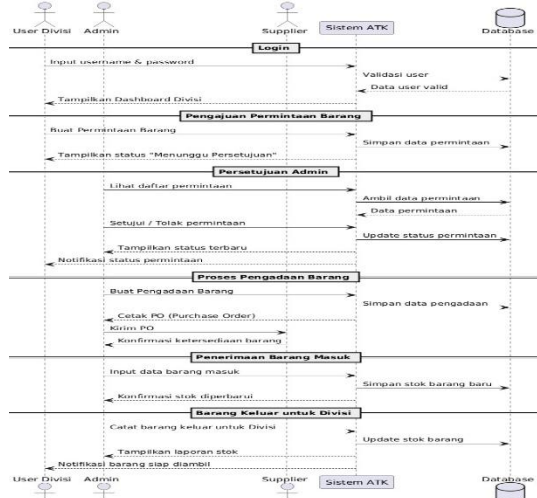 User Divisi Admin Supplier Sistem ATK Database
Login
Input username & password
Validasi user
Data user valid
Tampilkan Dashboard Divisi
Pengajuan Permintaan Barang
Buat Permintaan Barang
Simpan data permintaan
Tampilkan status "Menunggu Persetujuan"
Persetujuan Admin
Lihat daftar permintaan
Ambil data permintaan
Data permintaan
Setujui / Tolak permintaan
Update status permintaan
Tampilkan status terbaru
Notifikasi status permintaan
Proses Pengadaan Barang
Buat Pengadaan Barang
Simpan data pengadaan
Cetak PO (Purchase Order)
Kirim PO
Konfirmasi ketersediaan barang
Penerimaan Barang Masuk
Input data barang masuk
Simpan stok barang baru
Konfirmasi stok diperbarui
Barang Keluar untuk Divisi
Catat barang keluar untuk Divisi
Update stok barang
Tampilkan laporan stok
Notifikasi barang siap diambil
User Divisi Admin Supplier Sistem ATK Database